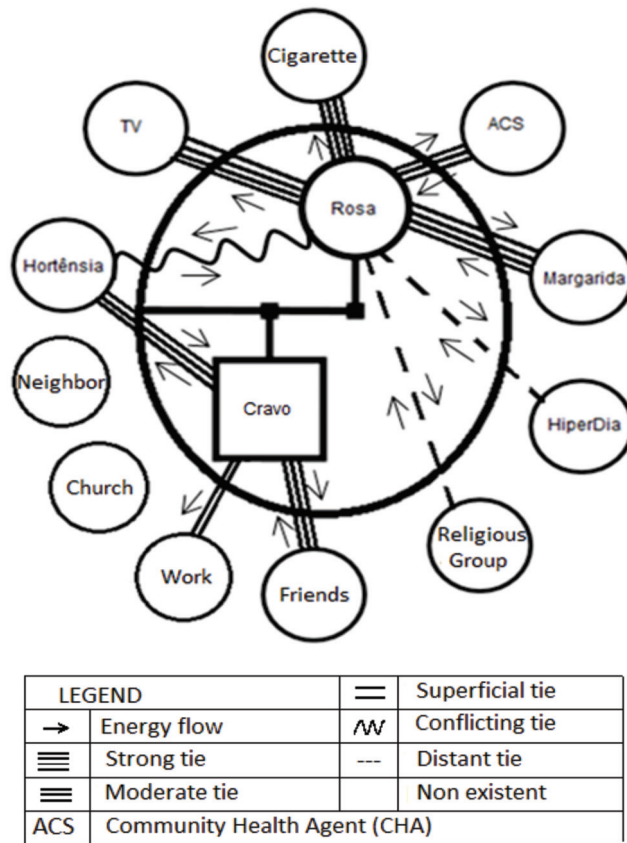 Cigarette
TV
ACS
Rosa
Hortênsia
Margarida
Neighbor
Cravo
HiperDia
Church
Religious
Group
Work
Friends
LEGEND
Superficial tie
Energy flow
Conflicting tie
Strong tie
Distant tie
Moderate tie
Non existent
ACS Community Health Agent (CHA)